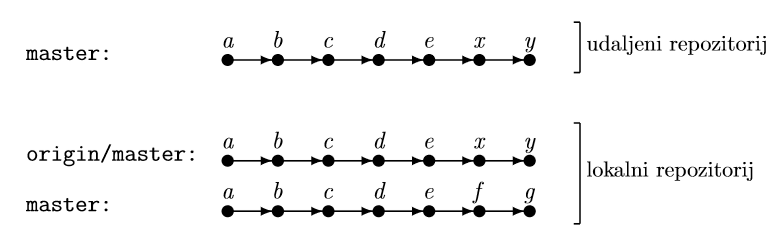 a b c d e x y
master: udaljeni repozitorij
a b c d e x y
origin/master: lokalni repozitorij
a b c d e f g
master: